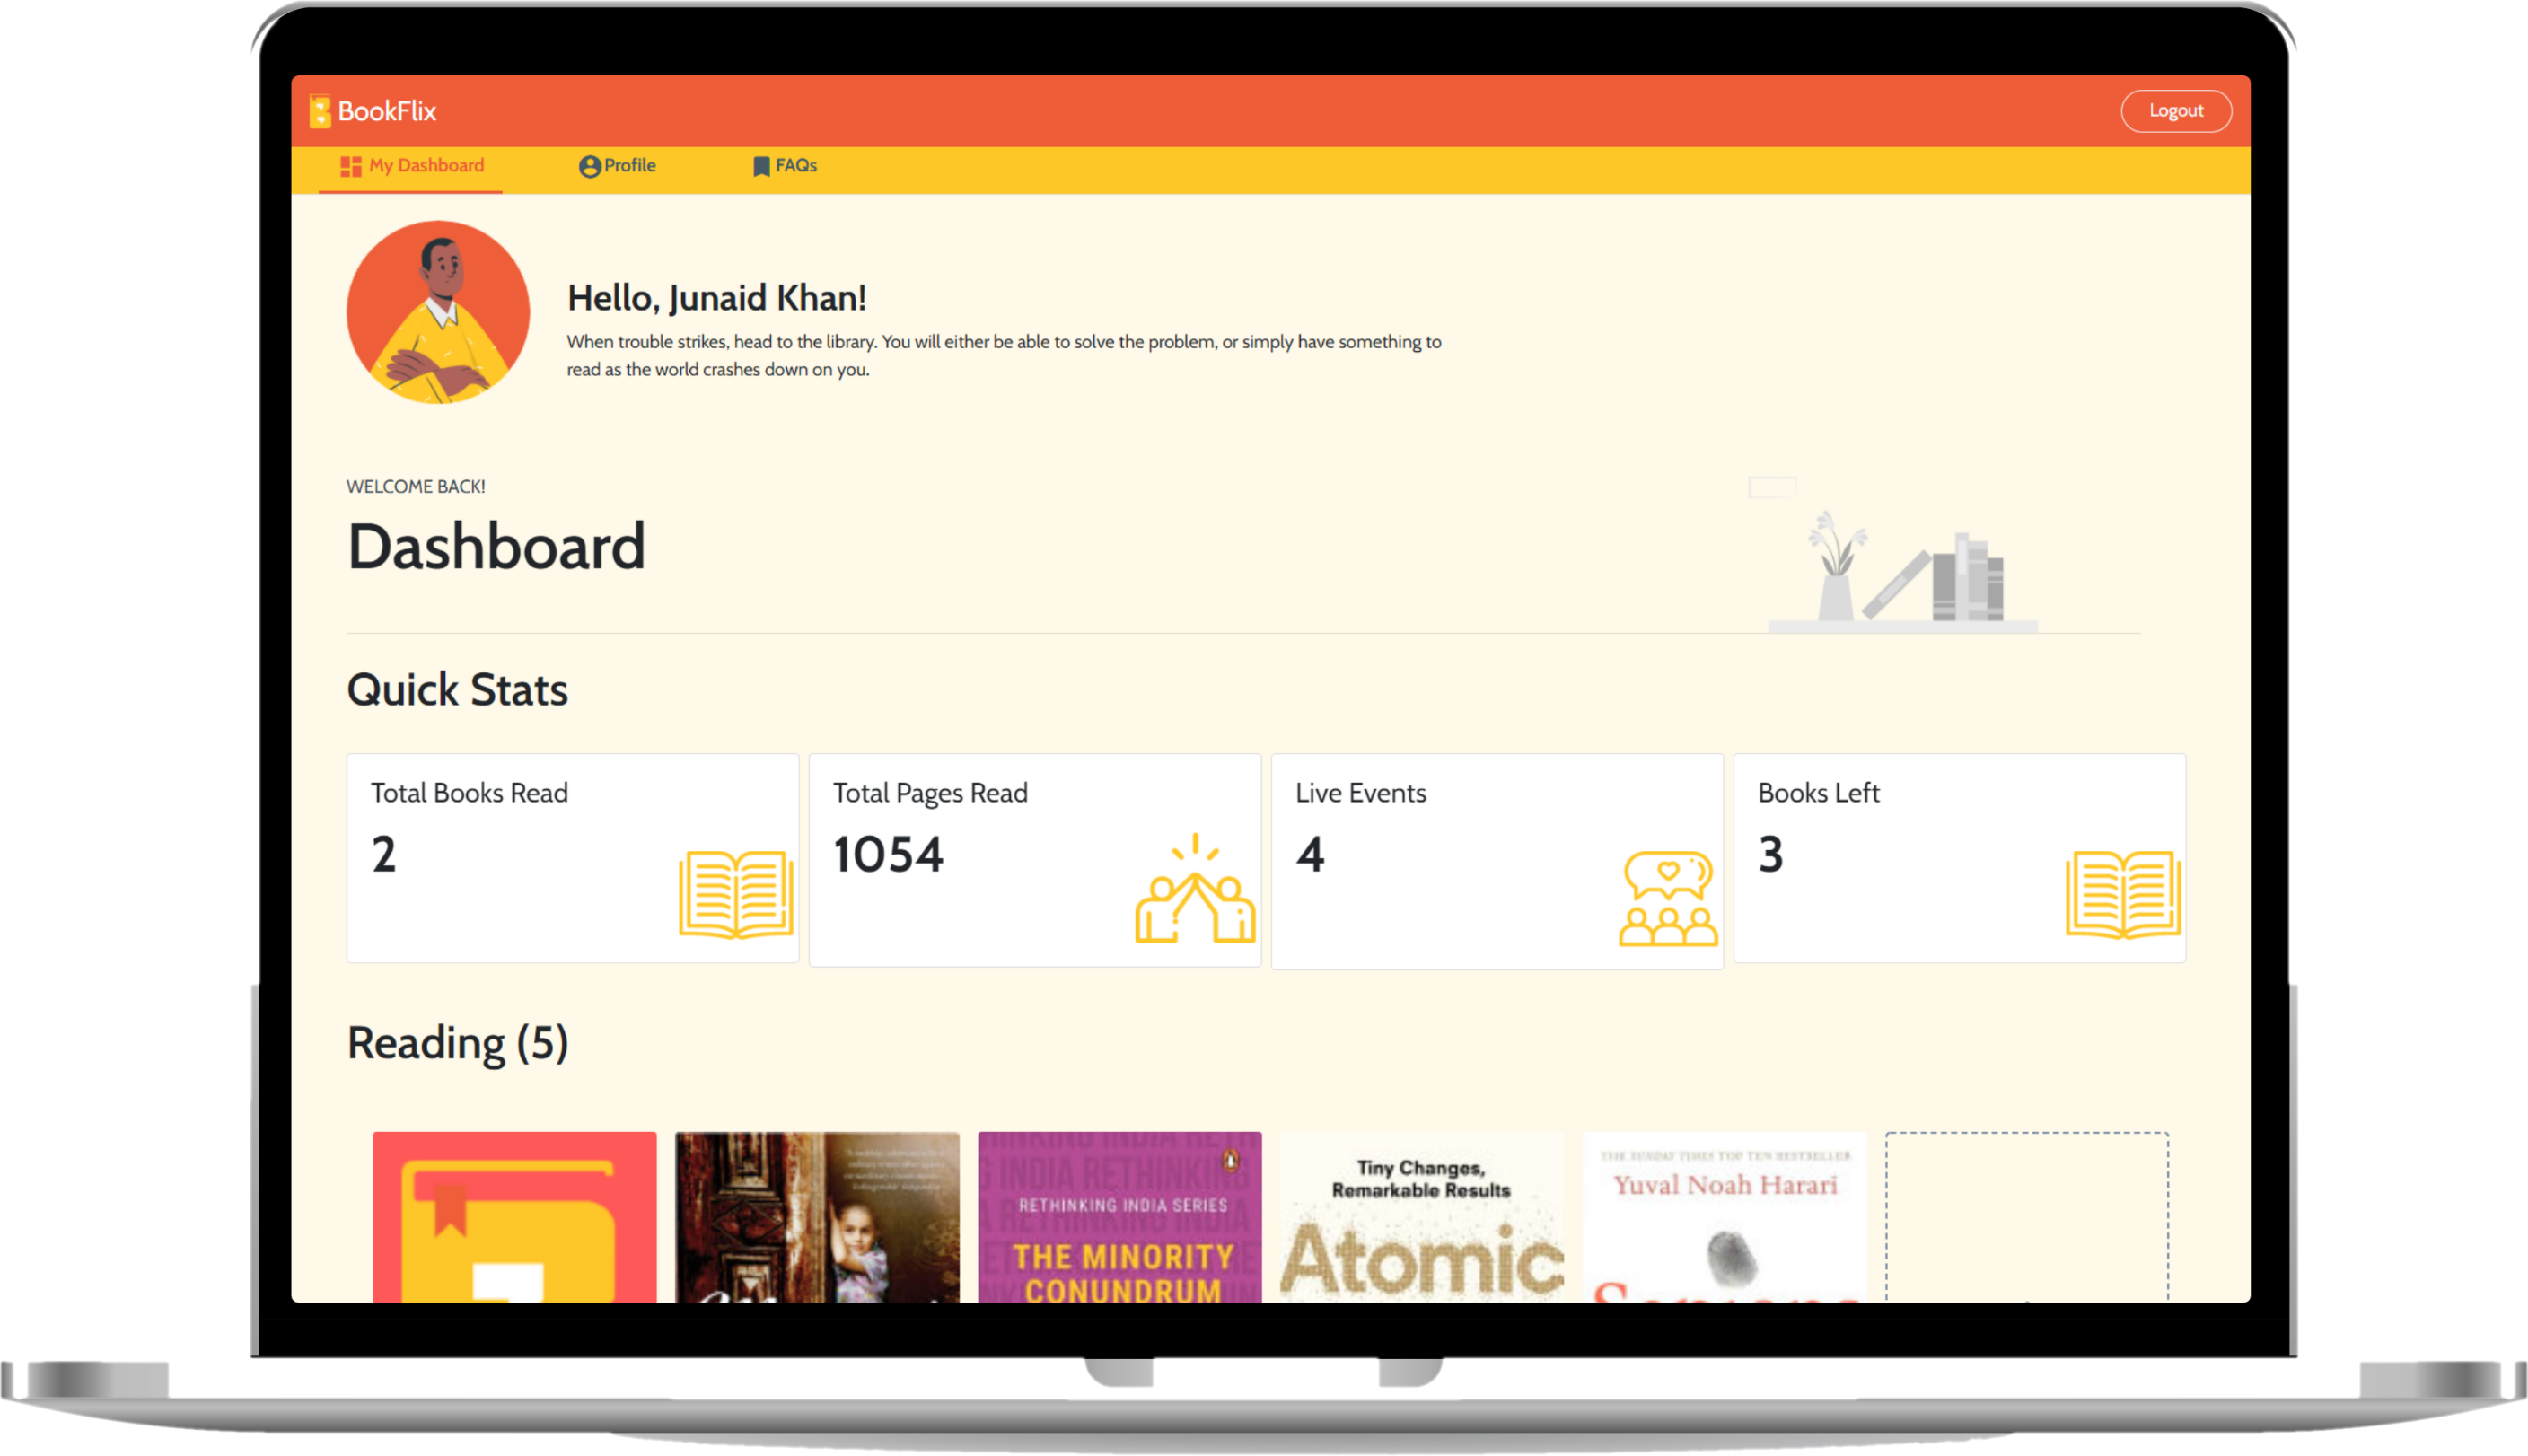 BookFlix
Logout
My Dashboard
Profile
FAQs
Hello, Junaid Khan!
When trouble strikes, head to the library. You will either be able to solve the problem, or simply have something to
read as the world crashes down on you.
WELCOME BACK!
Dashboard
Quick Stats
Total Books Read
2
Total Pages Read
1054
Live Events
4
Books Left
3
Reading (5)
RETHINKING INDIA SERIES
THE MINORITY
CONUNDRUM
Tiny Changes,
Remarkable Results
Atomic
THE SUNDAY TIMES TOP TEN BESTSELLER
Yuval Noah Harari